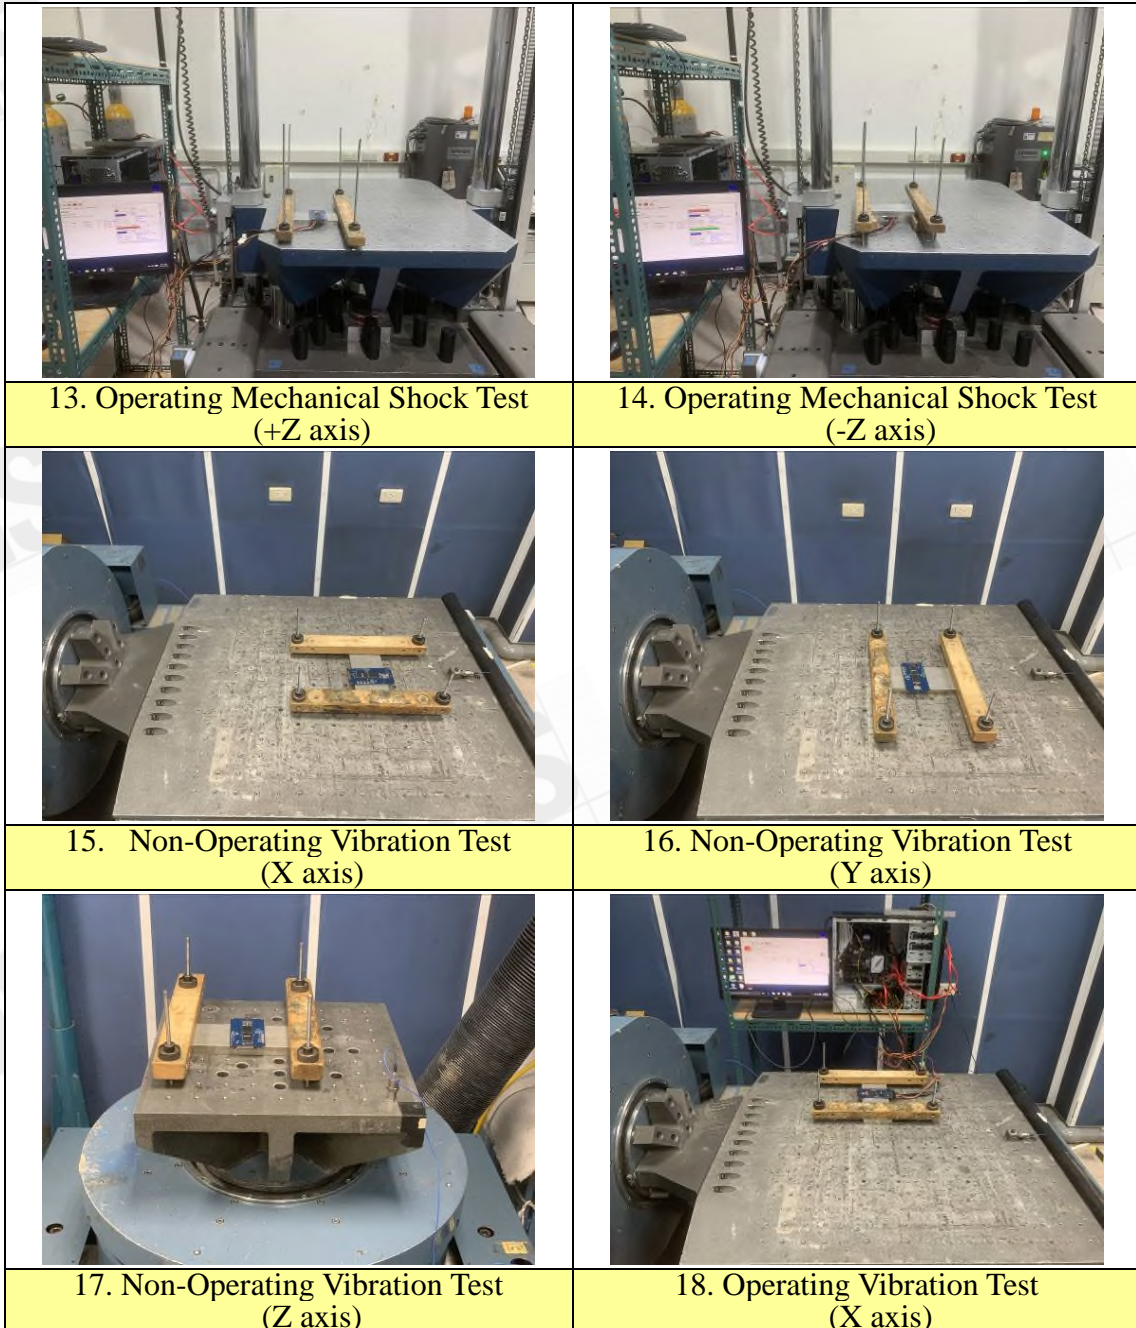 13. Operating Mechanical Shock Test
(+Z axis)
14. Operating Mechanical Shock Test
(-Z axis)
15. Non-Operating Vibration Test
(X axis)
16. Non-Operating Vibration Test
(Y axis)
17. Non-Operating Vibration Test
(Z axis)
18. Operating Vibration Test
(X axis)